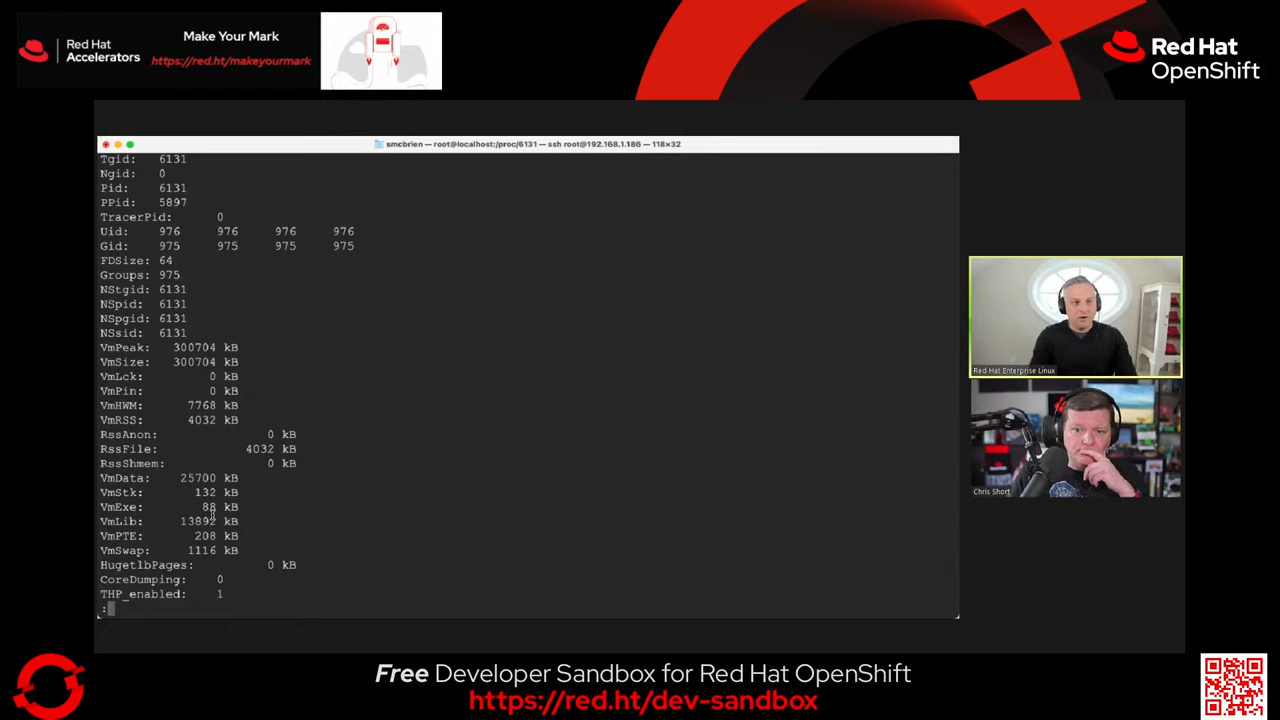 Red Hat
Accelerators
Make Your Mark
https://red.ht/makeyourmark
Red Hat
OpenShift
smcbrien — root@localhost:/proc/6131 — ssh root@192.168.1.186 — 118×32
Tgid: 6131
Ngid: 0
Pid: 6131
PPid: 5897
TracerPid: 0
Uid: 976 976 976 976
Gid: 975 975 975 975
FDSize: 64
Groups: 975
NStgid: 6131
NSpid: 6131
NSpgid: 6131
NSsid: 6131
VmPeak: 300704 kB
VmSize: 300704 kB
VmLck: 0 kB
VmPin: 0 kB
VmHWM: 7768 kB
VmRSS: 4032 kB
RssAnon: 0 kB
RssFile: 4032 kB
RssShmem: 0 kB
VmData: 25700 kB
VmStk: 132 kB
VmExe: 88 kB
VmLib: 13892 kB
VmPTE: 208 kB
VmSwap: 1116 kB
HugetlbPages: 0 kB
CoreDumping: 0
THP_enabled: 1
:
Red Hat Enterprise Linux
Chris Short
Free Developer Sandbox for Red Hat OpenShift
https://red.ht/dev-sandbox